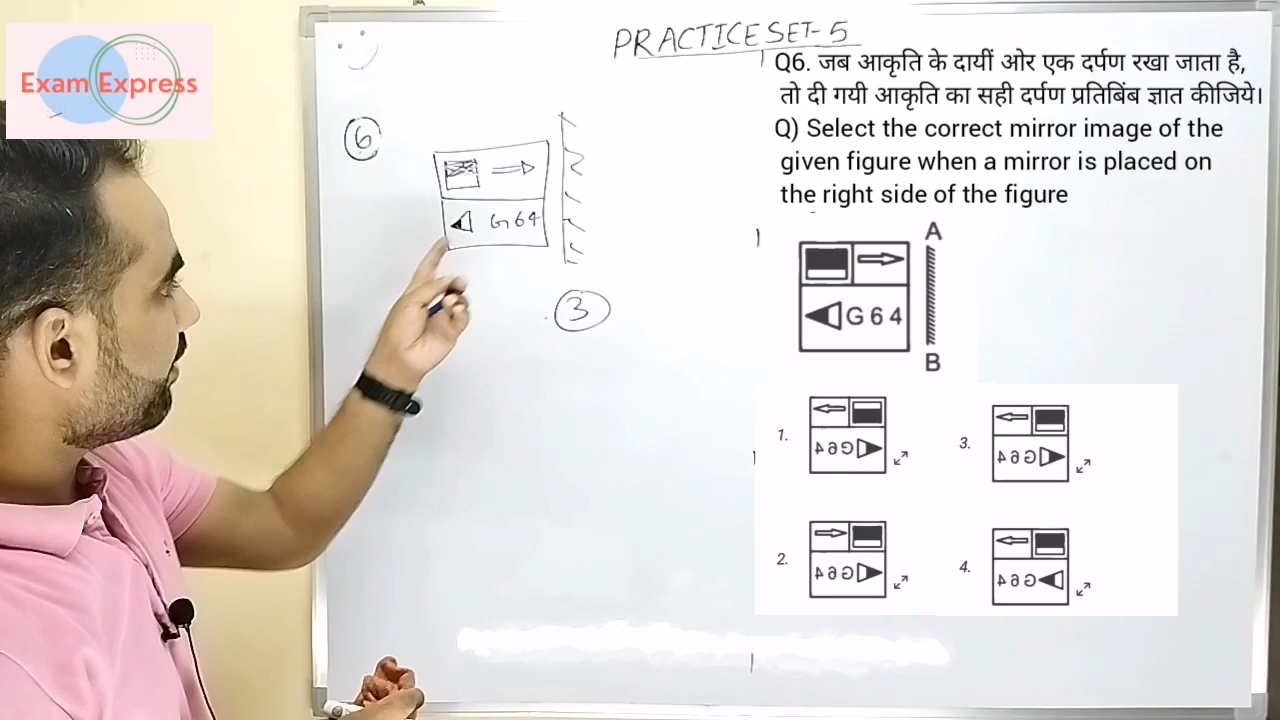 Exam Express
PRACTICE SET-5
Q6. जब आकृति के दायीं ओर एक दर्पण रखा जाता है,
तो दी गयी आकृति का सही दर्पण प्रतिबिंब ज्ञात कीजिये।
Q) Select the correct mirror image of the
given figure when a mirror is placed on
the right side of the figure
6
G64
3
A
G 6 4
B
1.
3.
2.
4.